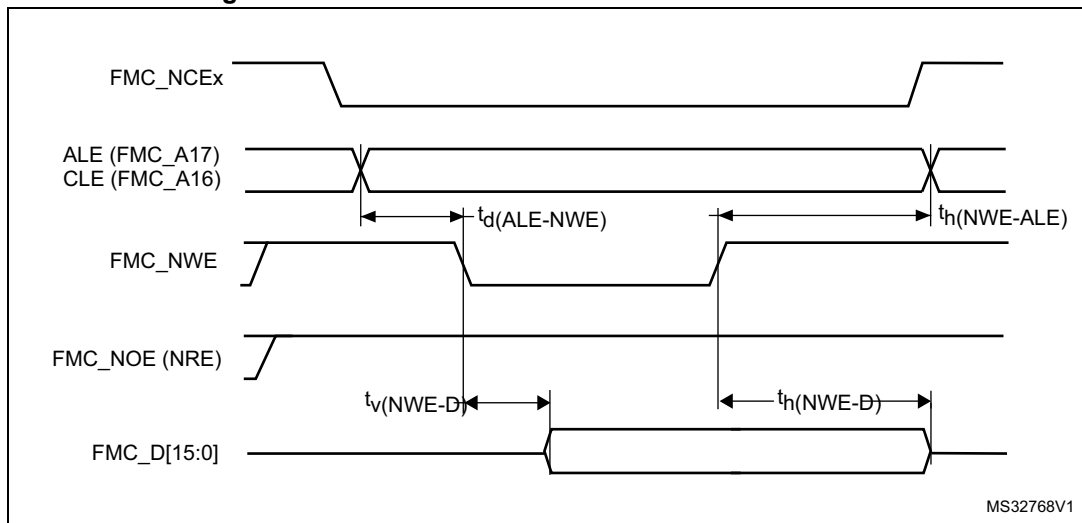 FMC_NCEx
ALE (FMC_A17)
CLE (FMC_A16)
td(ALE-NWE)
th(NWE-ALE)
FMC_NWE
FMC_NOE (NRE)
tv(NWE-D)
th(NWE-D)
FMC_D[15:0]
MS32768V1